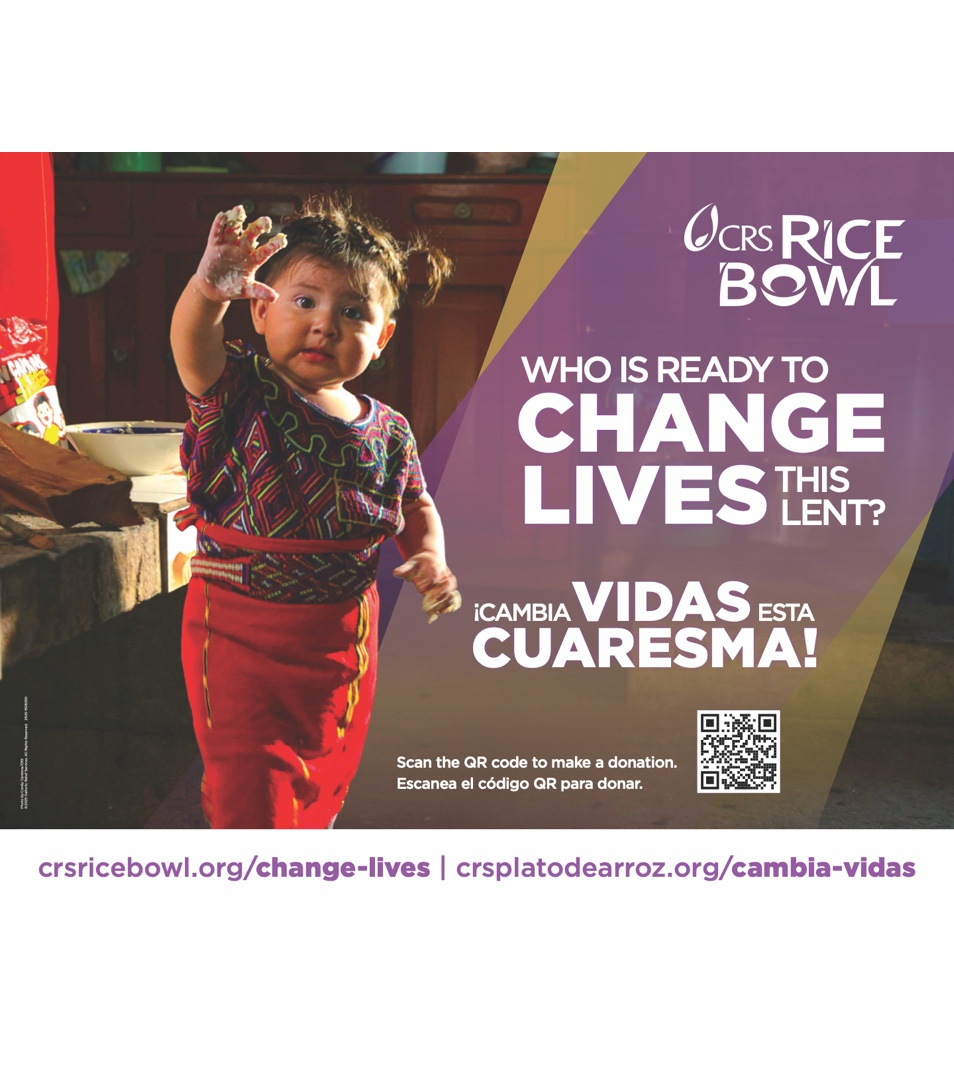 CRS RICE
BOWL
WHO IS READY TO
CHANGE
LIVES THIS
LENT?
¡CAMBIA VIDAS ESTA
CUARESMA!
Scan the QR code to make a donation.
Escanea el código QR para donar.
crsricebowl.org/change-lives | crsplatodearroz.org/cambia-vidas